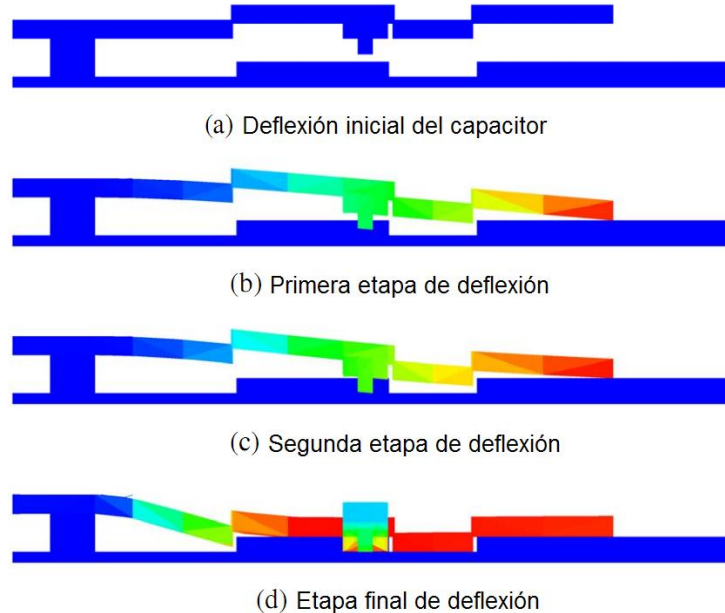 (a) Deflexión inicial del capacitor
(b) Primera etapa de deflexión
(c) Segunda etapa de deflexión
(d) Etapa final de deflexión